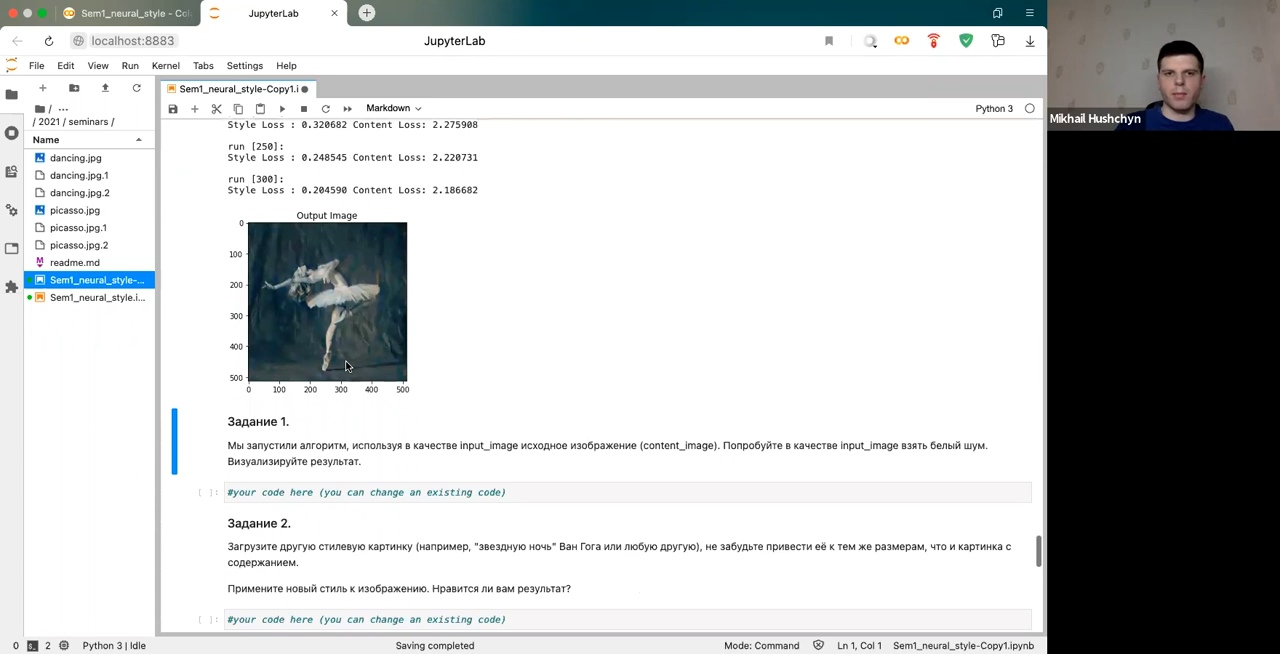 Sem1_neural_style - Col
JupyterLab
localhost:8883
JupyterLab
File Edit View Run Kernel Tabs Settings Help
Mikhail Hushchyn
Sem1_neural_style-Copy1.i
Markdown
Python 3
/ ...
/ 2021 / seminars /
Name
dancing.jpg
dancing.jpg.1
dancing.jpg.2
picasso.jpg
picasso.jpg.1
picasso.jpg.2
readme.md
Sem1_neural_style-...
Sem1_neural_style.i...
Style Loss : 0.320682 Content Loss: 2.275908
run [250]:
Style Loss : 0.248545 Content Loss: 2.220731
run [300]:
Style Loss : 0.204590 Content Loss: 2.186682
Output Image
0
100
200
300
400
500
0 100 200 300 400 500
Задание 1.
Мы запустили алгоритм, используя в качестве input_image исходное изображение (content_image). Попробуйте в качестве input_image взять белый шум.
Визуализируйте результат.
[ ]: #your code here (you can change an existing code)
Задание 2.
Загрузите другую стилевую картинку (например, "звездную ночь" Ван Гога или любую другую), не забудьте привести её к тем же размерам, что и картинка с
содержанием.
Примените новый стиль к изображению. Нравится ли вам результат?
[ ]: #your code here (you can change an existing code)
0 2 Python 3 | Idle Saving completed Mode: Command Ln 1, Col 1 Sem1_neural_style-Copy1.ipynb